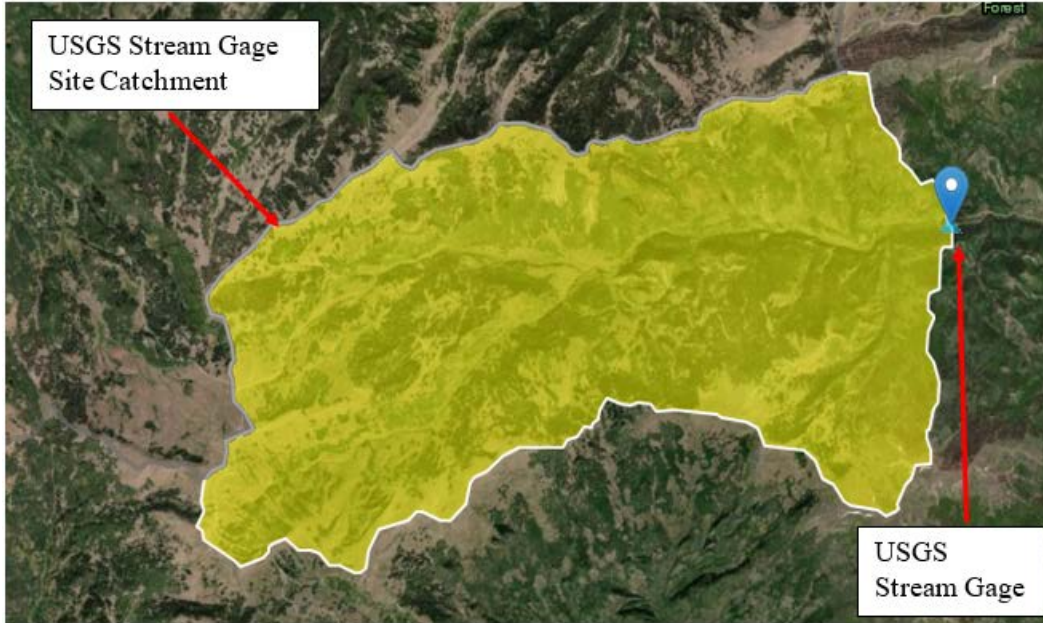 Forest
USGS Stream Gage
Site Catchment
USGS
Stream Gage